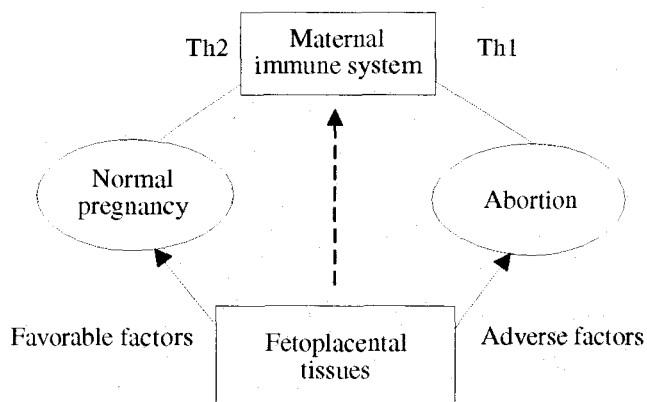 Th2
Maternal
immune system
Th1
Normal
pregnancy
Abortion
Favorable factors
Fetoplacental
tissues
Adverse factors